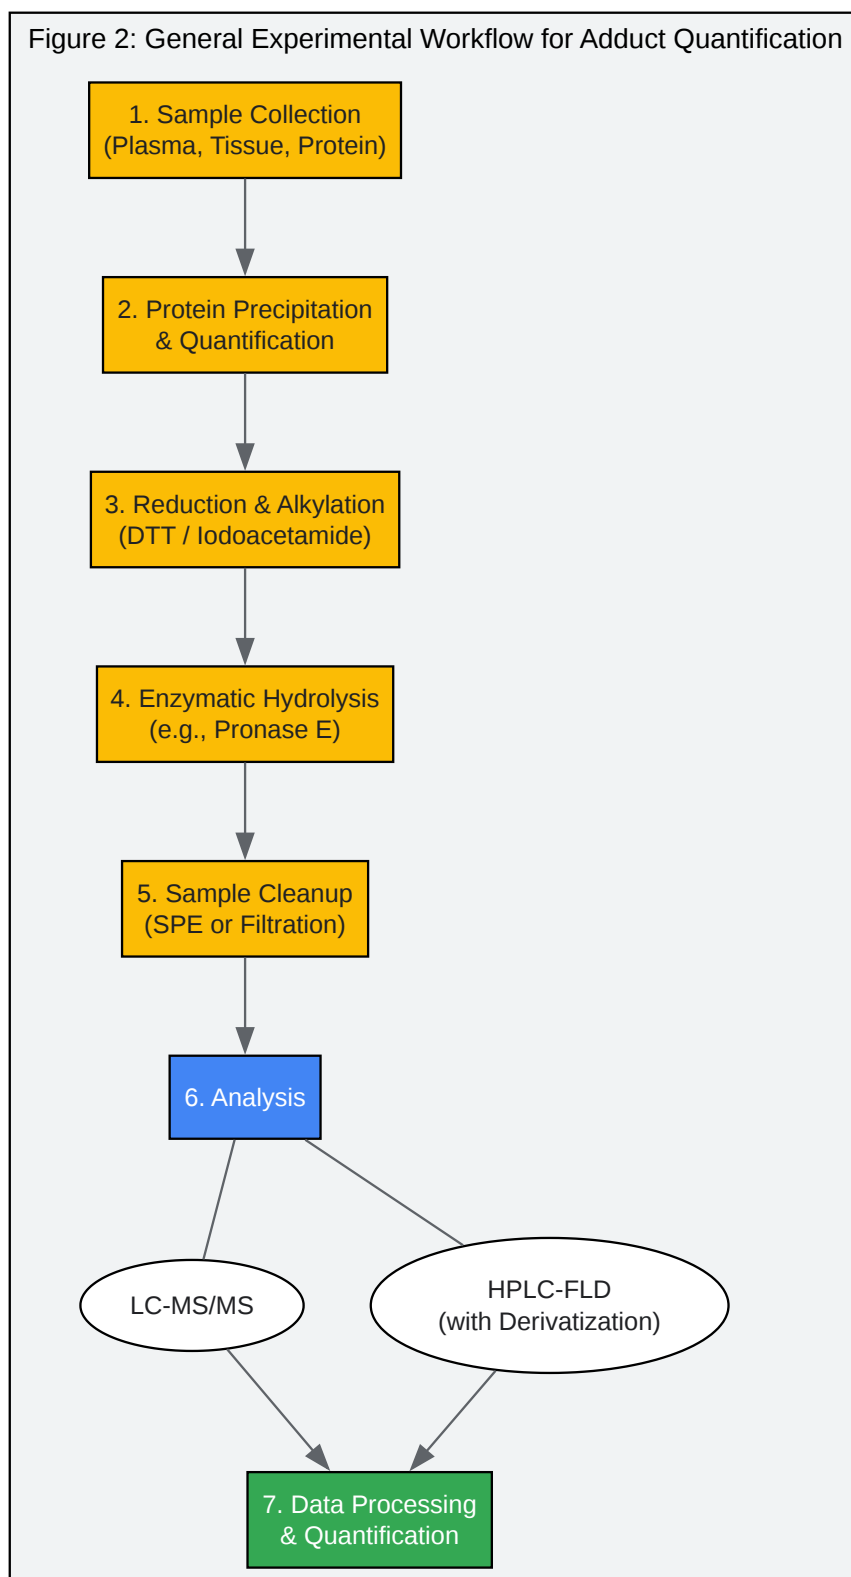 Figure 2: General Experimental Workflow for Adduct Quantification
1. Sample Collection
(Plasma, Tissue, Protein)
2. Protein Precipitation
& Quantification
3. Reduction & Alkylation
(DTT / Iodoacetamide)
4. Enzymatic Hydrolysis
(e.g., Pronase E)
5. Sample Cleanup
(SPE or Filtration)
6. Analysis
LC-MS/MS
HPLC-FLD
(with Derivatization)
7. Data Processing
& Quantification